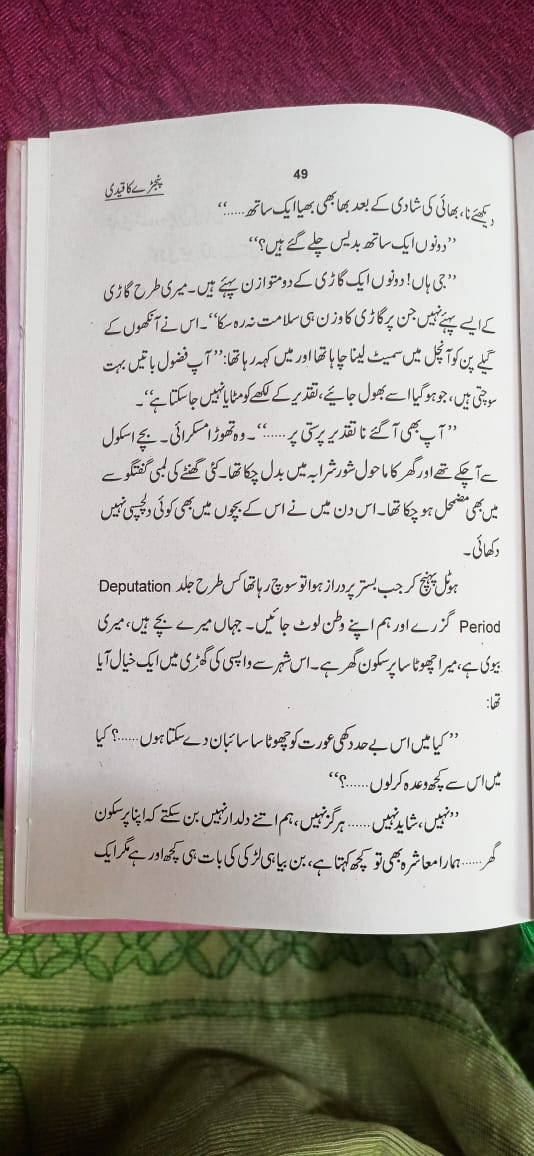 49
پنجڑے کا قیدی
دیکھئے نا، بھائی کی شادی کے بعد بھابھی بھیا ایک ساتھ......‘‘
’’دونوں ایک ساتھ بدیس چلے گئے ہیں؟‘‘
’’جی ہاں! دونوں ایک گاڑی کے دو متوازن پہئے ہیں۔ میری طرح گاڑی
کے ایسے پہئے نہیں جن پر گاڑی کا وزن ہی سلامت نہ رہ سکا‘‘۔ اس نے آنکھوں کے
گیلے پن کو آنچل میں سمیٹ لینا چاہا تھا اور میں کہہ رہا تھا: ’’آپ فضول باتیں بہت
سوچتی ہیں، جو ہو گیا اسے بھول جائیے، تقدیر کے لکھے کو مٹایا نہیں جا سکتا ہے‘‘۔
’’آپ بھی آ گئے نا تقدیر پرستی پر......‘‘۔ وہ تھوڑا مسکرائی۔ بچے اسکول
سے آ چکے تھے اور گھر کا ماحول شور شرابہ میں بدل چکا تھا۔ کئی گھنٹے کی لمبی گفتگو سے
میں بھی مضمحل ہو چکا تھا۔ اس دن میں نے اس کے بچوں میں بھی کوئی دلچسپی نہیں
دکھائی۔
ہوٹل پہنچ کر جب بستر پر دراز ہوا تو سوچ رہا تھا کس طرح جلد Deputation
Period گزرے اور ہم اپنے وطن لوٹ جائیں۔ جہاں میرے بچے ہیں، میری
بیوی ہے، میرا چھوٹا سا پرسکون گھر ہے۔ اس شہر سے واپسی کی گھڑی میں ایک خیال آیا
تھا:
’’کیا میں اس بے حد دکھی عورت کو چھوٹا سا سائبان دے سکتا ہوں......؟ کیا
میں اس سے کچھ وعدہ کر لوں......؟‘‘
’’نہیں، شاید نہیں...... ہرگز نہیں، ہم اتنے دلدار نہیں بن سکتے کہ اپنا پرسکون
گھر...... ہمارا معاشرہ بھی تو کچھ کہتا ہے، بن بیاہی لڑکی کی بات ہی کچھ اور ہے مگر ایک